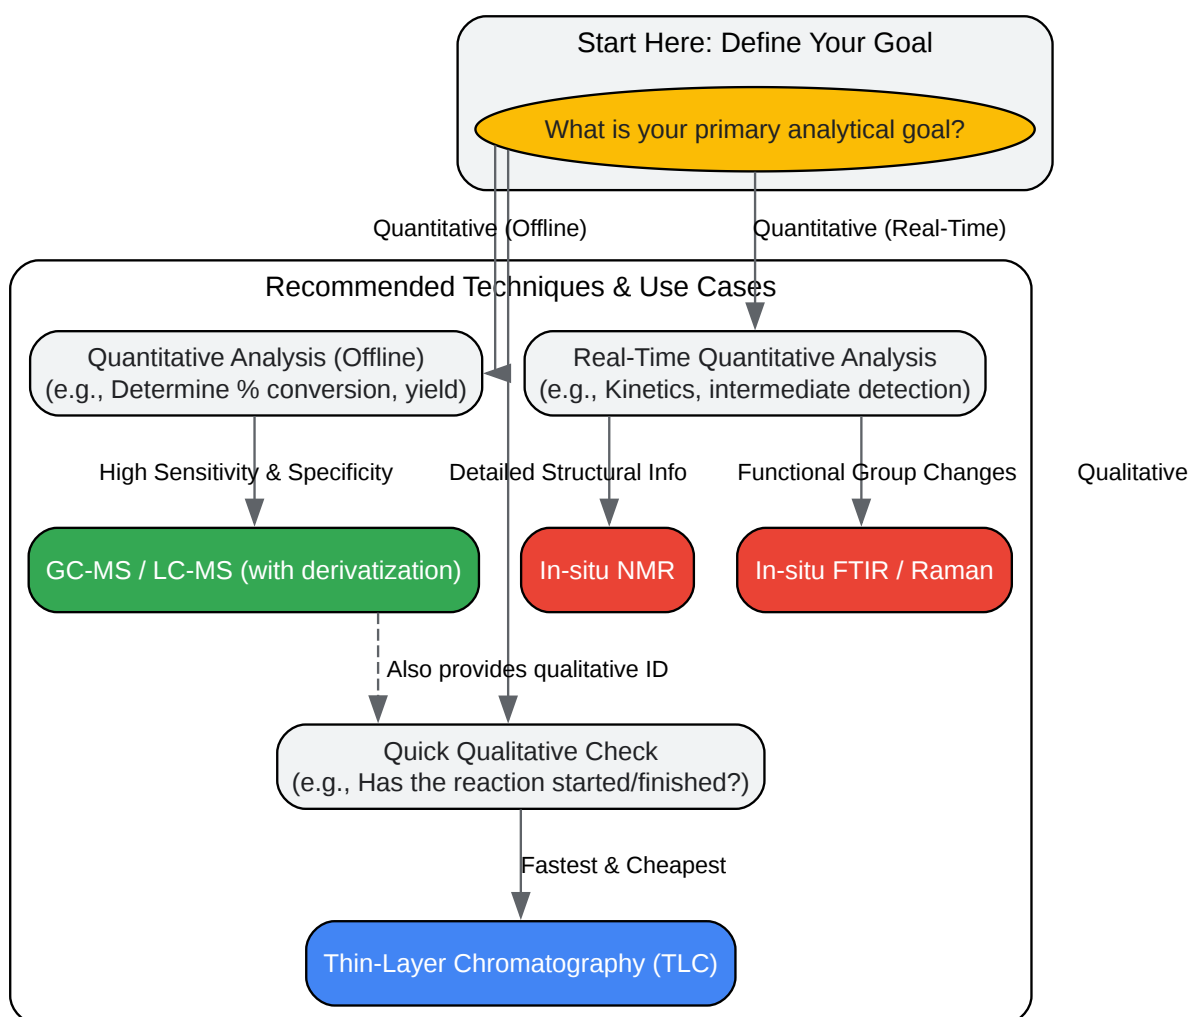 Start Here: Define Your Goal
What is your primary analytical goal?
Quantitative (Offline)
Quantitative (Real-Time)
Recommended Techniques & Use Cases
Quantitative Analysis (Offline)
(e.g., Determine % conversion, yield)
Real-Time Quantitative Analysis
(e.g., Kinetics, intermediate detection)
High Sensitivity & Specificity
Detailed Structural Info
Functional Group Changes
Qualitative
GC-MS / LC-MS (with derivatization)
In-situ NMR
In-situ FTIR / Raman
Also provides qualitative ID
Quick Qualitative Check
(e.g., Has the reaction started/finished?)
Fastest & Cheapest
Thin-Layer Chromatography (TLC)